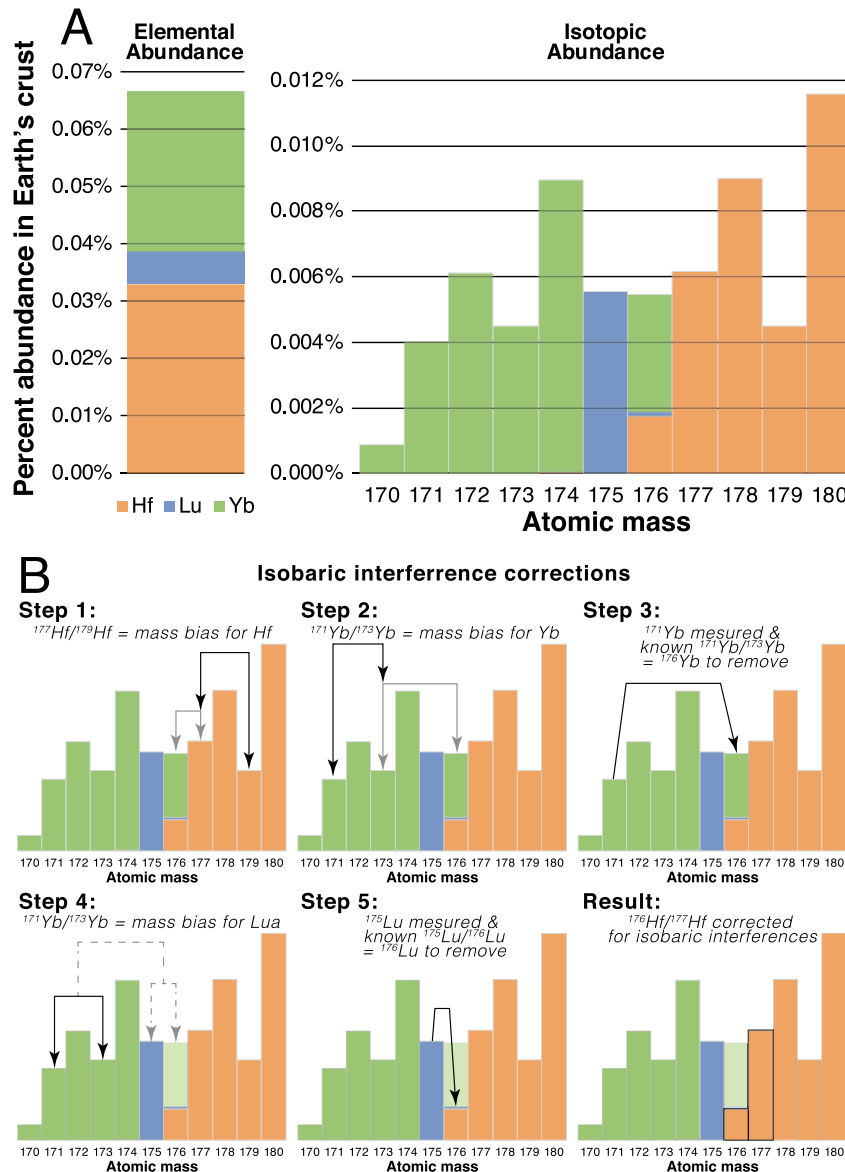 A
Elemental
Abundance
Isotopic
Abundance
Percent abundance in Earth's crust
0.07%
0.06%
0.05%
0.04%
0.03%
0.02%
0.01%
0.00%
0.012%
0.010%
0.008%
0.006%
0.004%
0.002%
0.000%
170 171 172 173 174 175 176 177 178 179 180
Hf Lu Yb
Atomic mass
B
Isobaric interferrence corrections
Step 1:
¹⁷⁷Hf/¹⁷⁹Hf = mass bias for Hf
170 171 172 173 174 175 176 177 178 179 180
Atomic mass
Step 2:
¹⁷¹Yb/¹⁷³Yb = mass bias for Yb
170 171 172 173 174 175 176 177 178 179 180
Atomic mass
Step 3:
¹⁷¹Yb mesured &
known ¹⁷¹Yb/¹⁷³Yb
= ¹⁷⁶Yb to remove
170 171 172 173 174 175 176 177 178 179 180
Atomic mass
Step 4:
¹⁷¹Yb/¹⁷³Yb = mass bias for Lua
170 171 172 173 174 175 176 177 178 179 180
Atomic mass
Step 5:
¹⁷⁵Lu mesured &
known ¹⁷⁵Lu/¹⁷⁶Lu
= ¹⁷⁶Lu to remove
170 171 172 173 174 175 176 177 178 179 180
Atomic mass
Result:
¹⁷⁶Hf/¹⁷⁷Hf corrected
for isobaric interferences
170 171 172 173 174 175 176 177 178 179 180
Atomic mass